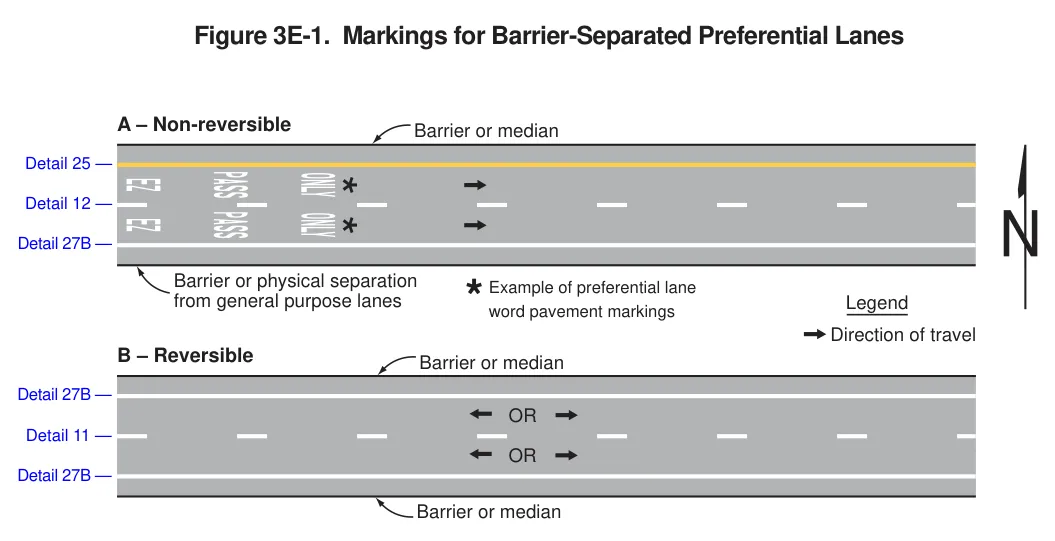 Figure 3E-1. Markings for Barrier-Separated Preferential Lanes
A – Non-reversible
Barrier or median
Detail 25
EZ PASS ONLY *
Detail 12
EZ PASS ONLY *
Detail 27B
Barrier or physical separation
from general purpose lanes
* Example of preferential lane
word pavement markings
N
Legend
Direction of travel
B – Reversible
Barrier or median
Detail 27B
OR
Detail 11
OR
Detail 27B
Barrier or median